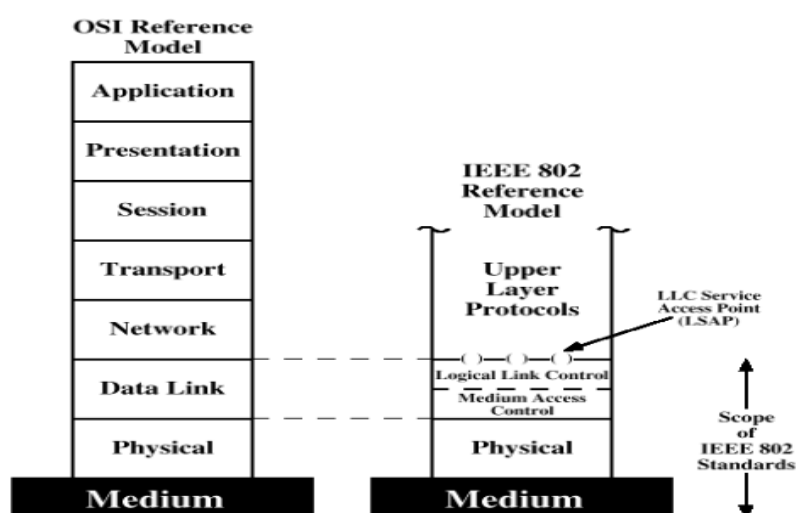 OSI Reference
Model
Application
Presentation
Session
Transport
Network
Data Link
Physical
Medium
IEEE 802
Reference
Model
Upper
Layer
Protocols
LLC Service
Access Point
(LSAP)
Logical Link Control
Medium Access
Control
Physical
Medium
Scope
of
IEEE 802
Standards